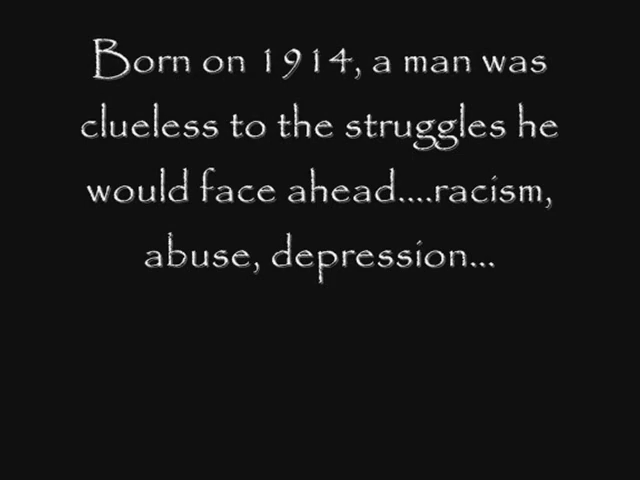 Born on 1914, a man was
clueless to the struggles he
would face ahead....racism,
abuse, depression...